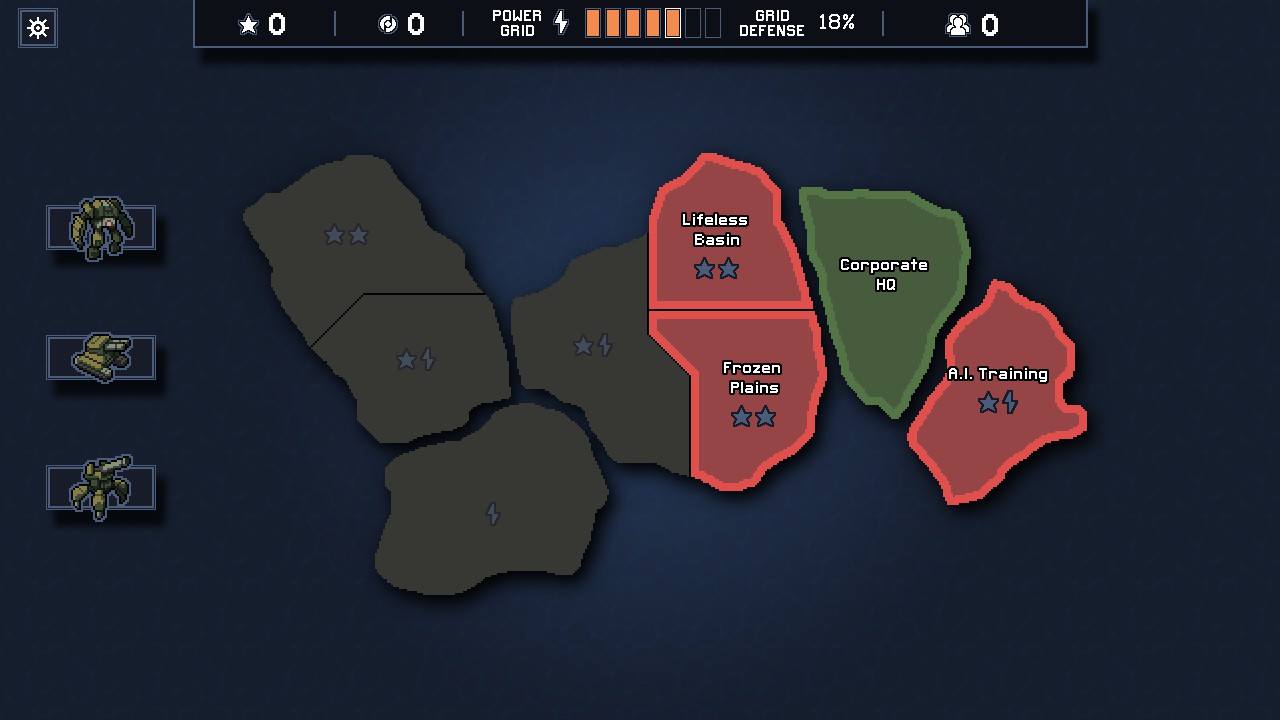 0
0
POWER
GRID
GRID
DEFENSE
18%
0
Lifeless
Basin
Corporate
HQ
Frozen
Plains
A.I. Training